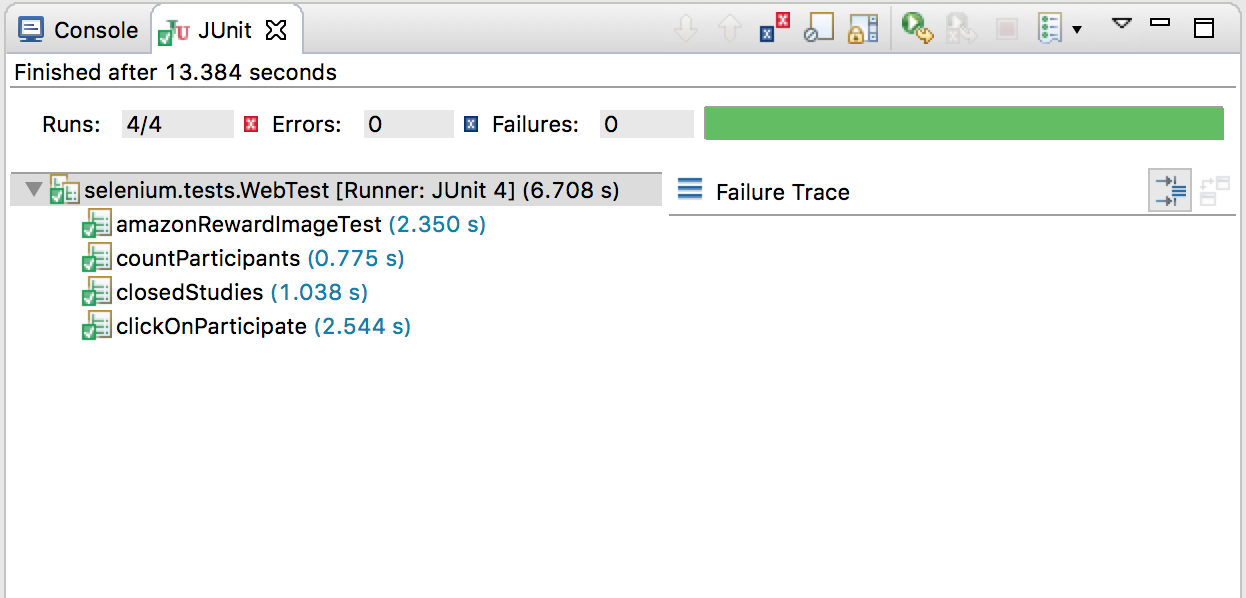 Console JUnit
Finished after 13.384 seconds
Runs: 4/4 Errors: 0 Failures: 0
selenium.tests.WebTest [Runner: JUnit 4] (6.708 s)
Failure Trace
amazonRewardImageTest (2.350 s)
countParticipants (0.775 s)
closedStudies (1.038 s)
clickOnParticipate (2.544 s)